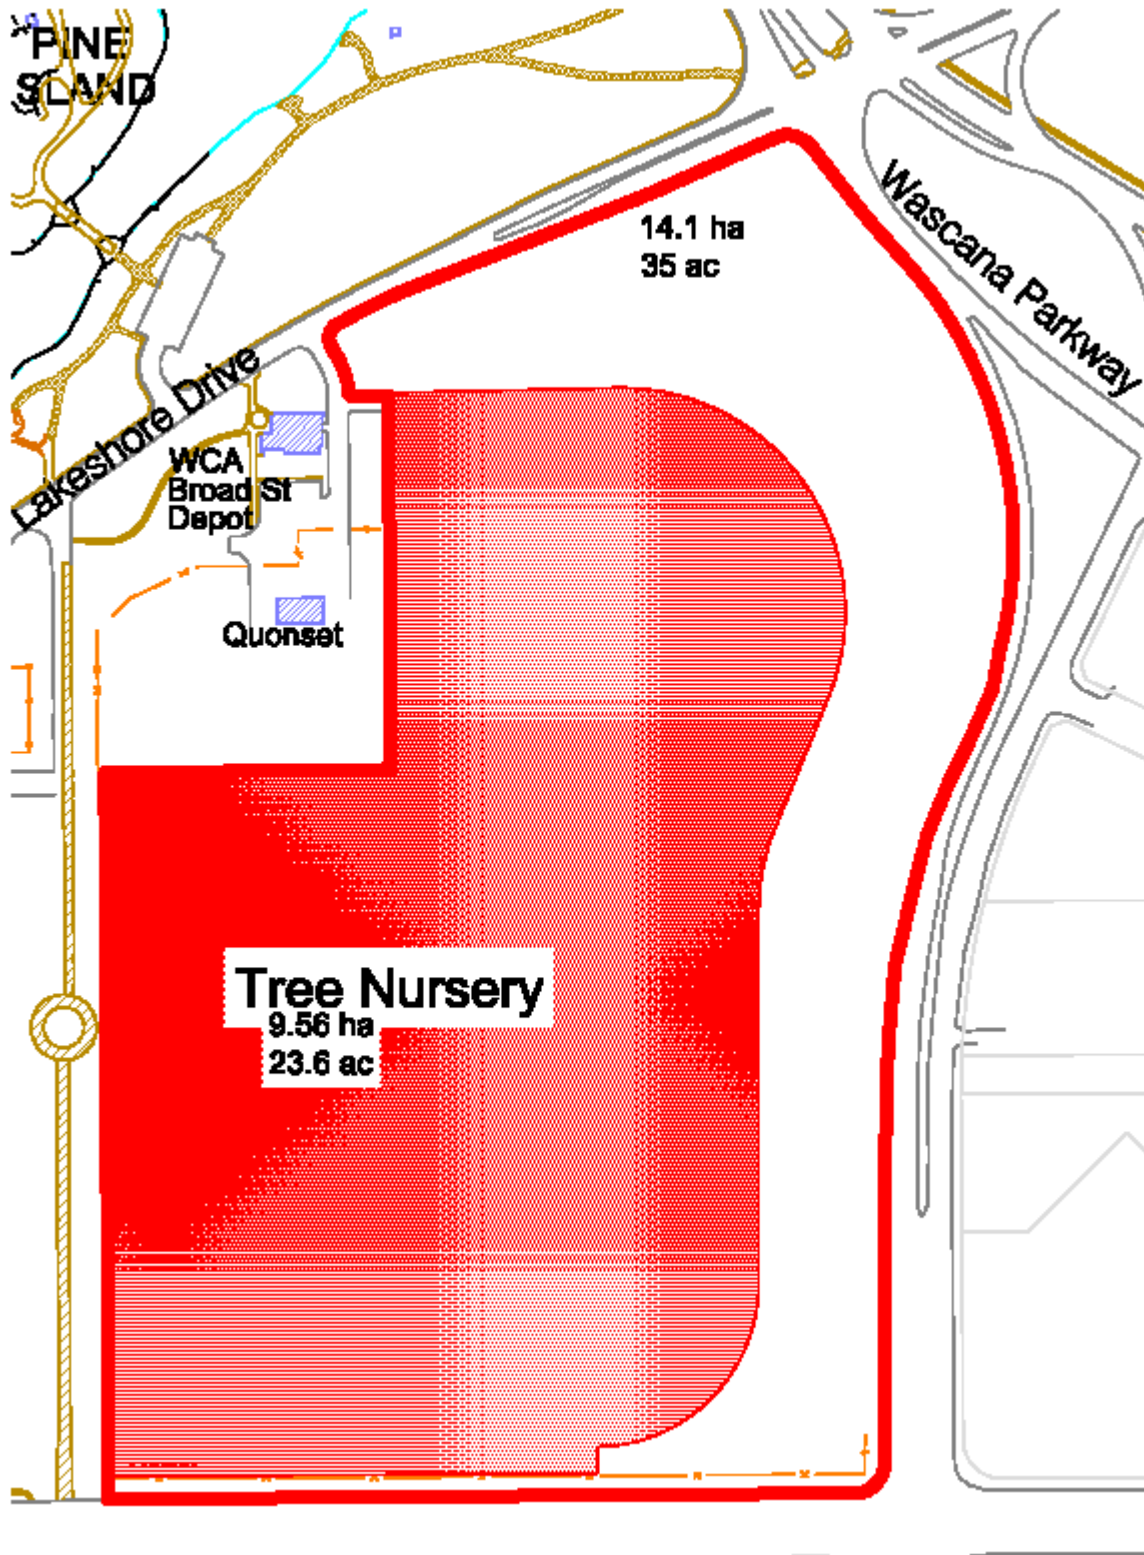 PINE
SLAND
14.1 ha
35 ac
Wascana Parkway
Lakeshore Drive
WCA
Broad St
Depot
Quonset
Tree Nursery
9.56 ha
23.6 ac